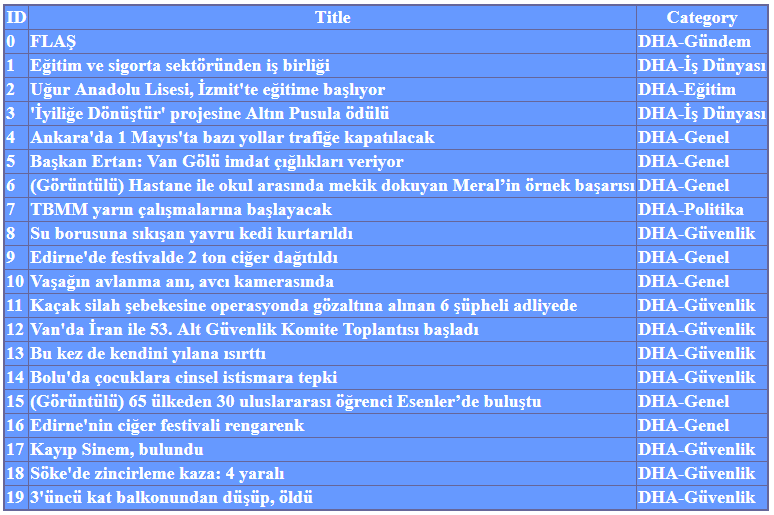 ID Title Category
0 FLAŞ DHA-Gündem
1 Eğitim ve sigorta sektöründen iş birliği DHA-İş Dünyası
2 Uğur Anadolu Lisesi, İzmit'te eğitime başlıyor DHA-Eğitim
3 'İyiliğe Dönüştür' projesine Altın Pusula ödülü DHA-İş Dünyası
4 Ankara'da 1 Mayıs'ta bazı yollar trafiğe kapatılacak DHA-Genel
5 Başkan Ertan: Van Gölü imdat çığlıkları veriyor DHA-Genel
6 (Görüntülü) Hastane ile okul arasında mekik dokuyan Meral’in örnek başarısı DHA-Genel
7 TBMM yarın çalışmalarına başlayacak DHA-Politika
8 Su borusuna sıkışan yavru kedi kurtarıldı DHA-Güvenlik
9 Edirne'de festivalde 2 ton ciğer dağıtıldı DHA-Genel
10 Vaşağın avlanma anı, avcı kamerasında DHA-Genel
11 Kaçak silah şebekesine operasyonda gözaltına alınan 6 şüpheli adliyede DHA-Güvenlik
12 Van'da İran ile 53. Alt Güvenlik Komite Toplantısı başladı DHA-Güvenlik
13 Bu kez de kendini yılana ısırttı DHA-Güvenlik
14 Bolu'da çocuklara cinsel istismara tepki DHA-Güvenlik
15 (Görüntülü) 65 ülkeden 30 uluslararası öğrenci Esenler’de buluştu DHA-Genel
16 Edirne'nin ciğer festivali rengarenk DHA-Genel
17 Kayıp Sinem, bulundu DHA-Güvenlik
18 Söke'de zincirleme kaza: 4 yaralı DHA-Güvenlik
19 3'üncü kat balkonundan düşüp, öldü DHA-Güvenlik